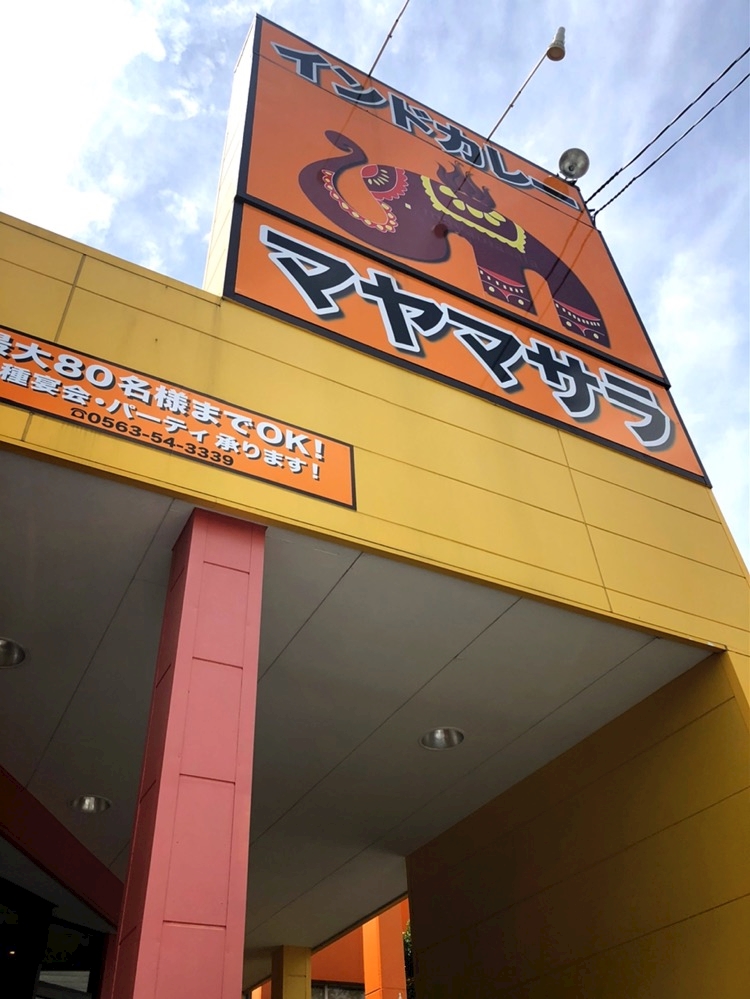 インドカレー
マヤマサラ
最大80名様までOK!
種宴会・パーティ承ります!
☎0563-54-3339